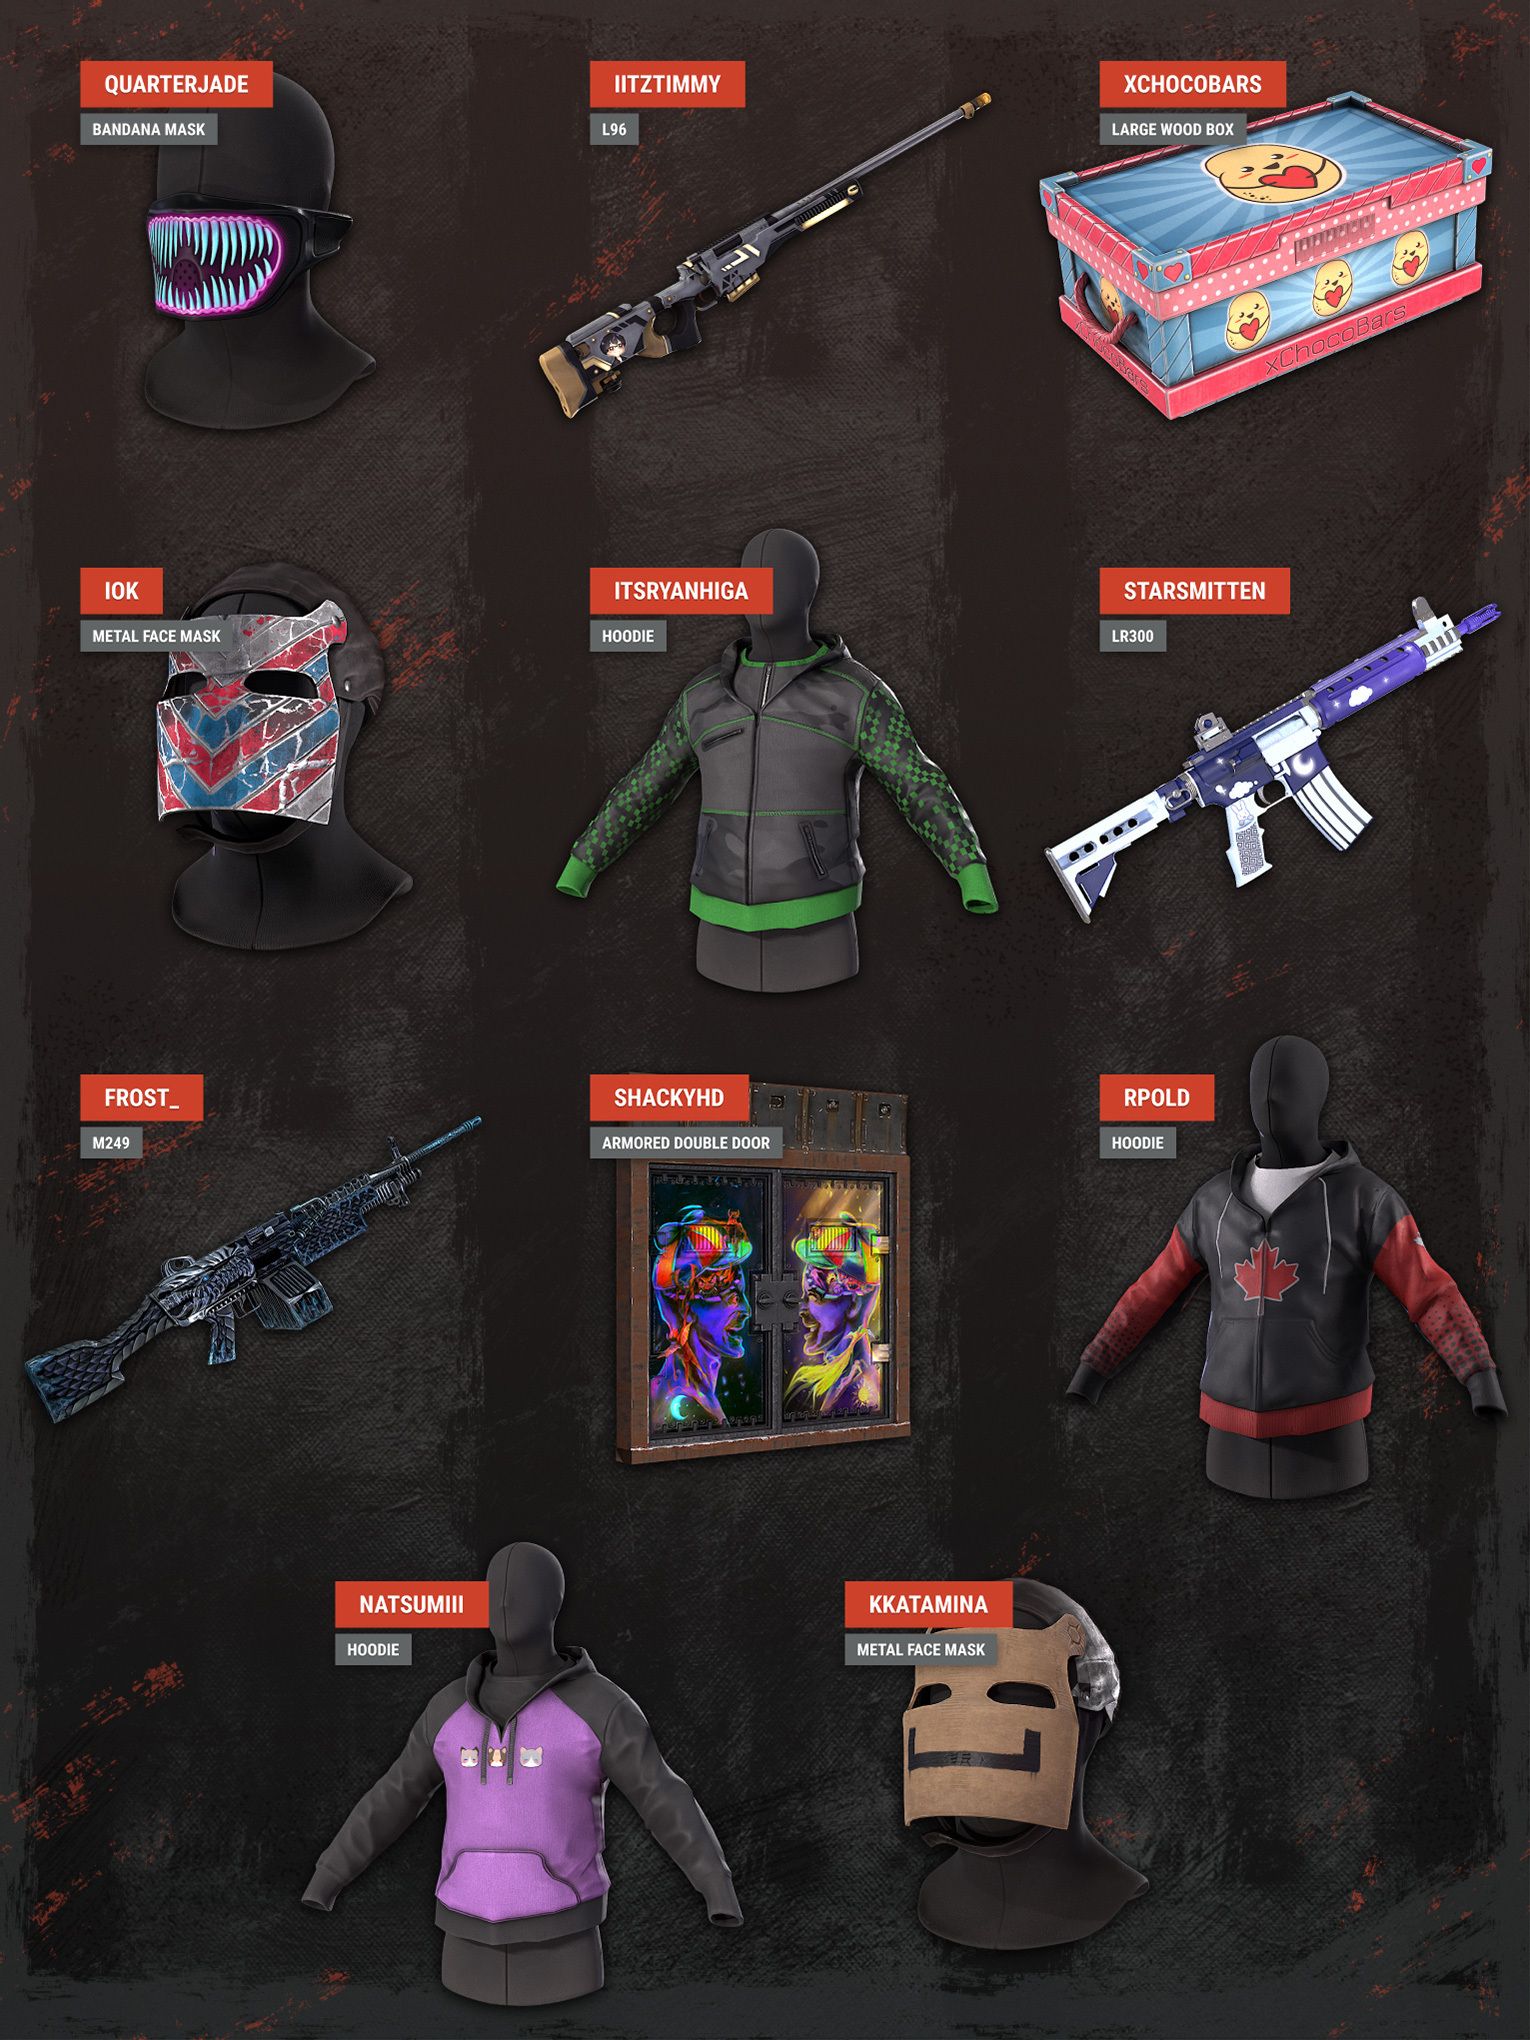 QUARTERJADE
BANDANA MASK
IITZTIMMY
L96
XCHOCOBARS
LARGE WOOD BOX
xChocoBars
xChocoBars
IOK
METAL FACE MASK
ITSRYANHIGA
HOODIE
STARSMITTEN
LR300
FROST_
M249
SHACKYHD
ARMORED DOUBLE DOOR
RPOLD
HOODIE
NATSUMIII
HOODIE
KKATAMINA
METAL FACE MASK